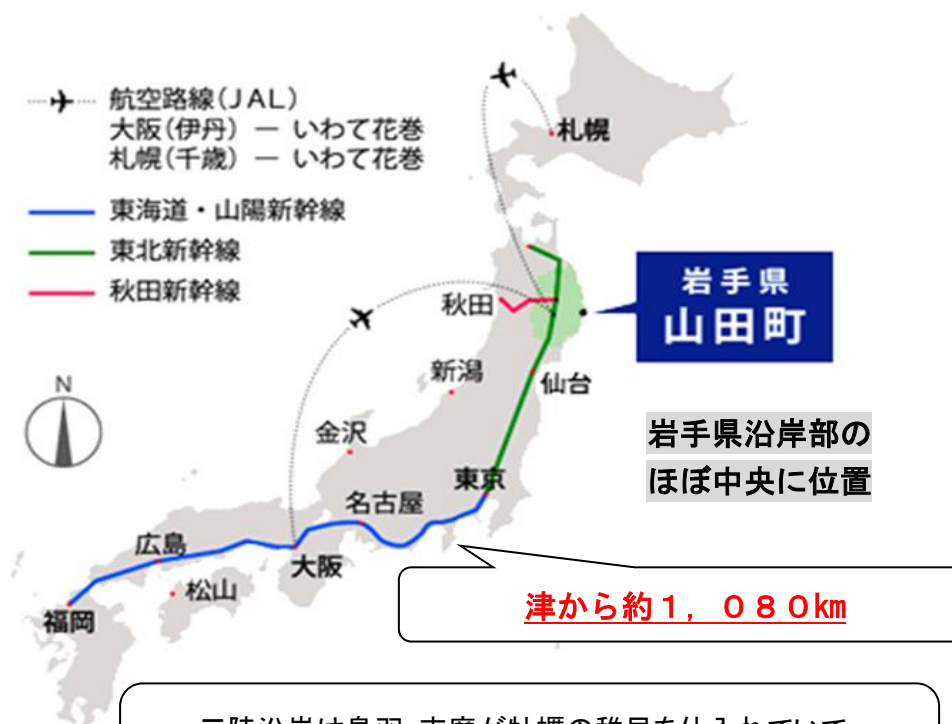 航空路線(JAL)
大阪(伊丹) ― いわて花巻
札幌(千歳) ― いわて花巻
東海道・山陽新幹線
東北新幹線
秋田新幹線
札幌
岩手県
山田町
秋田
新潟
仙台
N
金沢
岩手県沿岸部の
ほぼ中央に位置
東京
名古屋
広島
大阪
松山
福岡
津から約1,080km